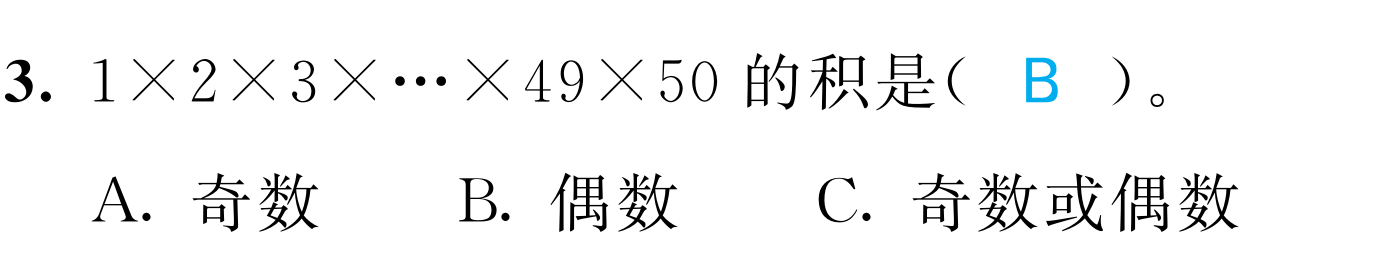 3. 1×2×3×…×49×50 的积是( B )。
A. 奇数 B. 偶数 C. 奇数或偶数